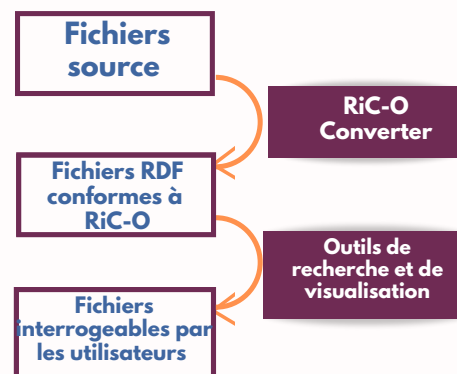 Fichiers
source
RiC-O
Converter
Fichiers RDF
conformes à
RiC-O
Outils de
recherche et de
visualisation
Fichiers
interrogeables par
les utilisateurs